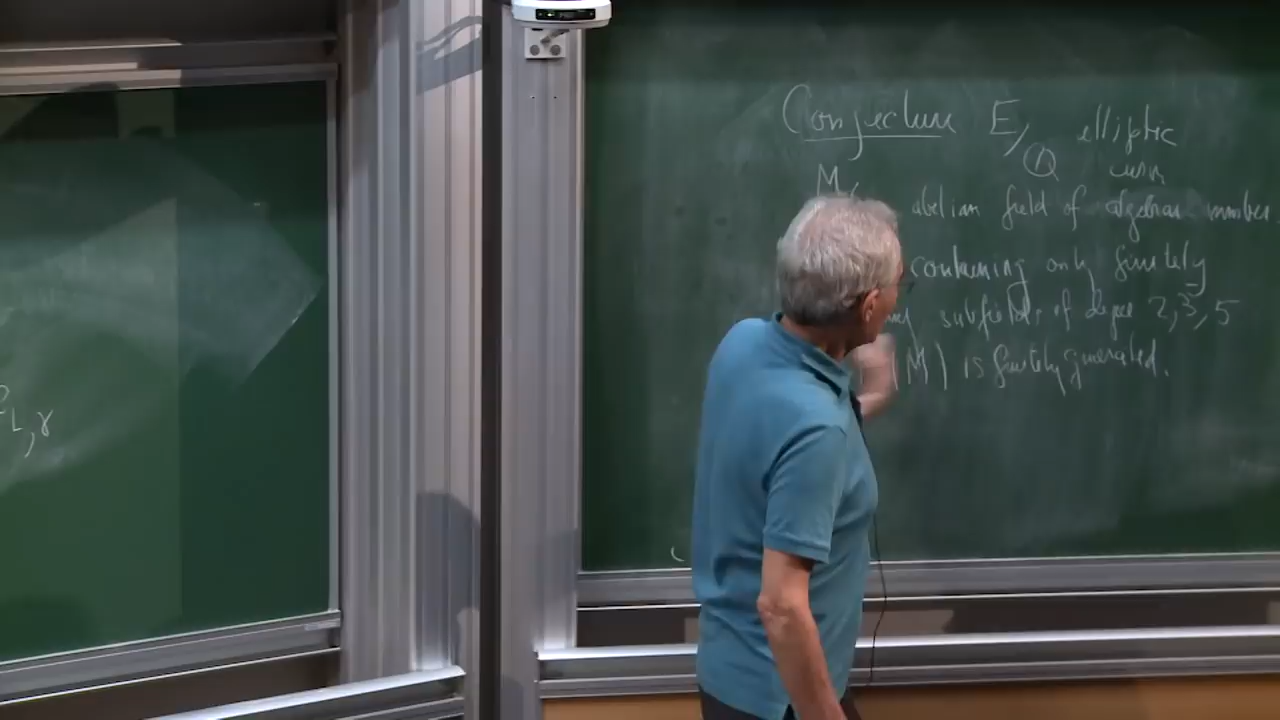 L,γ
Conjecture E/ℚ elliptic
curve
M/ abelian field of algebraic number
containing only finitely
subfields of degree 2,3,5
(M) is finitely generated.